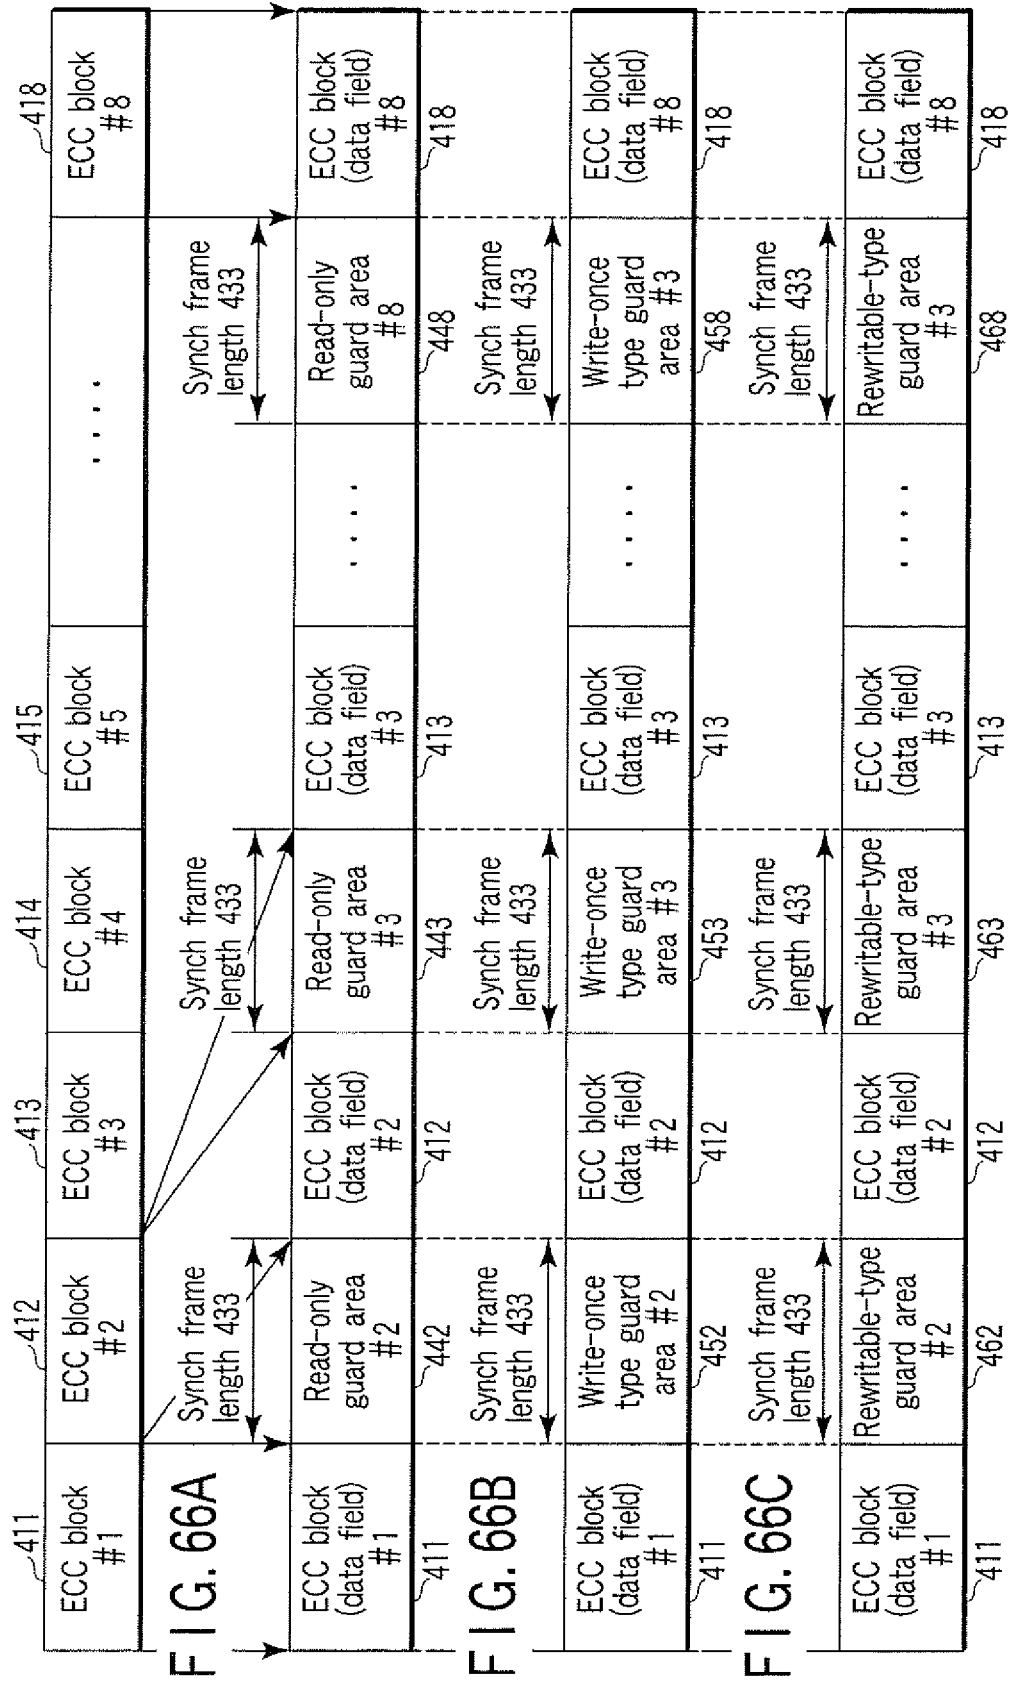 411
412
413
414
415
418
ECC block
#1
ECC block
#2
ECC block
#3
ECC block
#4
ECC block
#5
....
ECC block
#8
FIG. 66A
Synch frame
length 433
Synch frame
length 433
Synch frame
length 433
ECC block
(data field)
#1
Read-only
guard area
#2
ECC block
(data field)
#2
Read-only
guard area
#3
ECC block
(data field)
#3
....
Read-only
guard area
#8
ECC block
(data field)
#8
411
442
412
443
413
448
418
FIG. 66B
Synch frame
length 433
Synch frame
length 433
Synch frame
length 433
ECC block
(data field)
#1
Write-once
type guard
area #2
ECC block
(data field)
#2
Write-once
type guard
area #3
ECC block
(data field)
#3
....
Write-once
type guard
area #3
ECC block
(data field)
#8
411
452
412
453
413
458
418
FIG. 66C
Synch frame
length 433
Synch frame
length 433
Synch frame
length 433
ECC block
(data field)
#1
Rewritable-type
guard area
#2
ECC block
(data field)
#2
Rewritable-type
guard area
#3
ECC block
(data field)
#3
....
Rewritable-type
guard area
#3
ECC block
(data field)
#8
411
462
412
463
413
468
418